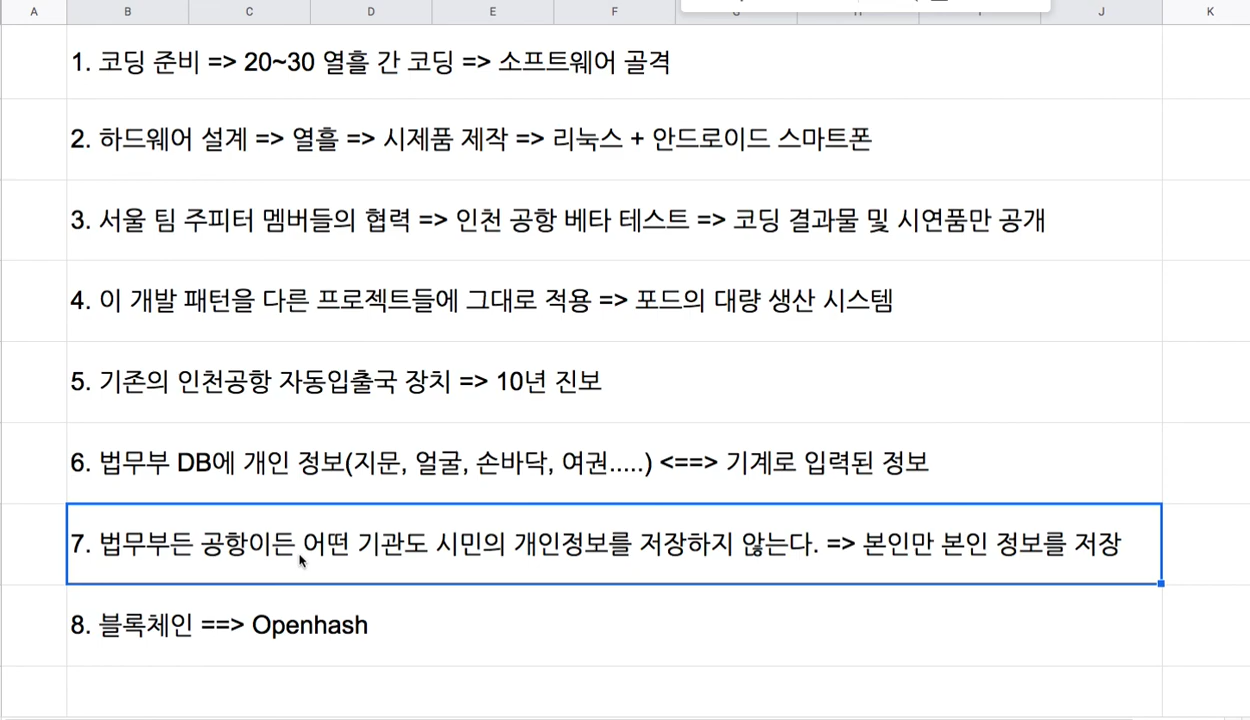 A B C D E F J K
1. 코딩 준비 => 20~30 열흘 간 코딩 => 소프트웨어 골격
2. 하드웨어 설계 => 열흘 => 시제품 제작 => 리눅스 + 안드로이드 스마트폰
3. 서울 팀 주피터 멤버들의 협력 => 인천 공항 베타 테스트 => 코딩 결과물 및 시연품만 공개
4. 이 개발 패턴을 다른 프로젝트들에 그대로 적용 => 포드의 대량 생산 시스템
5. 기존의 인천공항 자동입출국 장치 => 10년 진보
6. 법무부 DB에 개인 정보(지문, 얼굴, 손바닥, 여권.....) <==> 기계로 입력된 정보
7. 법무부든 공항이든 어떤 기관도 시민의 개인정보를 저장하지 않는다. => 본인만 본인 정보를 저장
8. 블록체인 ==> Openhash